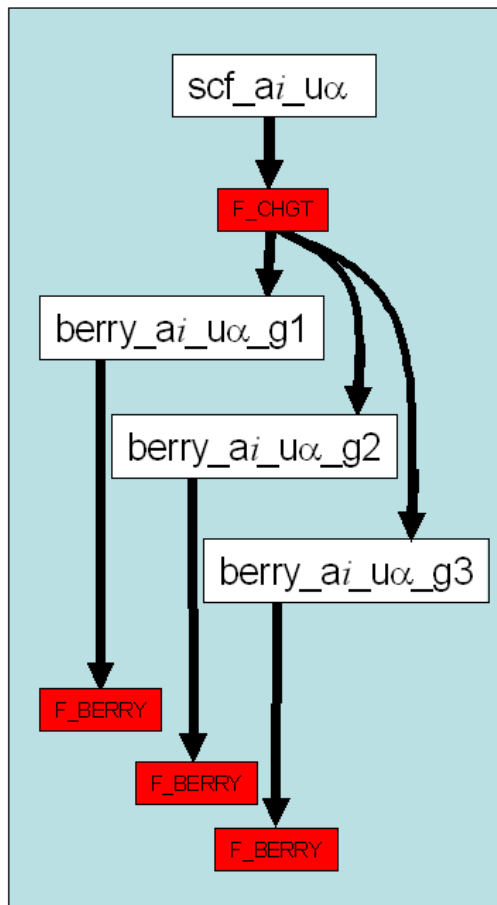 scf_ai_uα
F_CHGT
berry_ai_uα_g1
berry_ai_uα_g2
berry_ai_uα_g3
F_BERRY
F_BERRY
F_BERRY